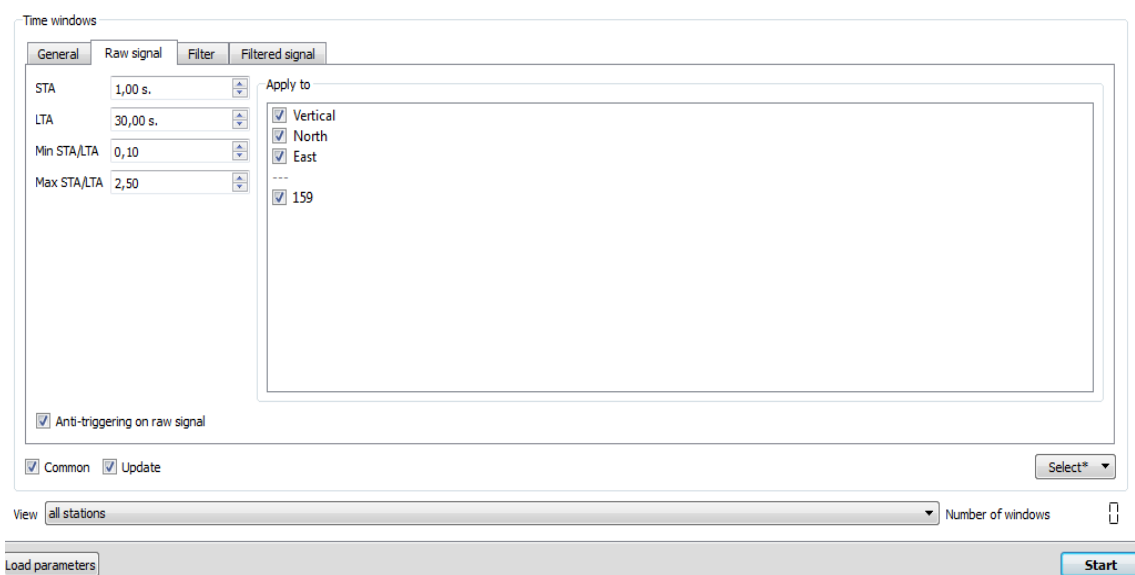 Time windows
General Raw signal Filter Filtered signal
STA 1,00 s. Apply to
LTA 30,00 s. Vertical
Min STA/LTA 0,10 North
Max STA/LTA 2,50 East
---
159
Anti-triggering on raw signal
Common Update Select*
View all stations Number of windows 0
Load parameters Start